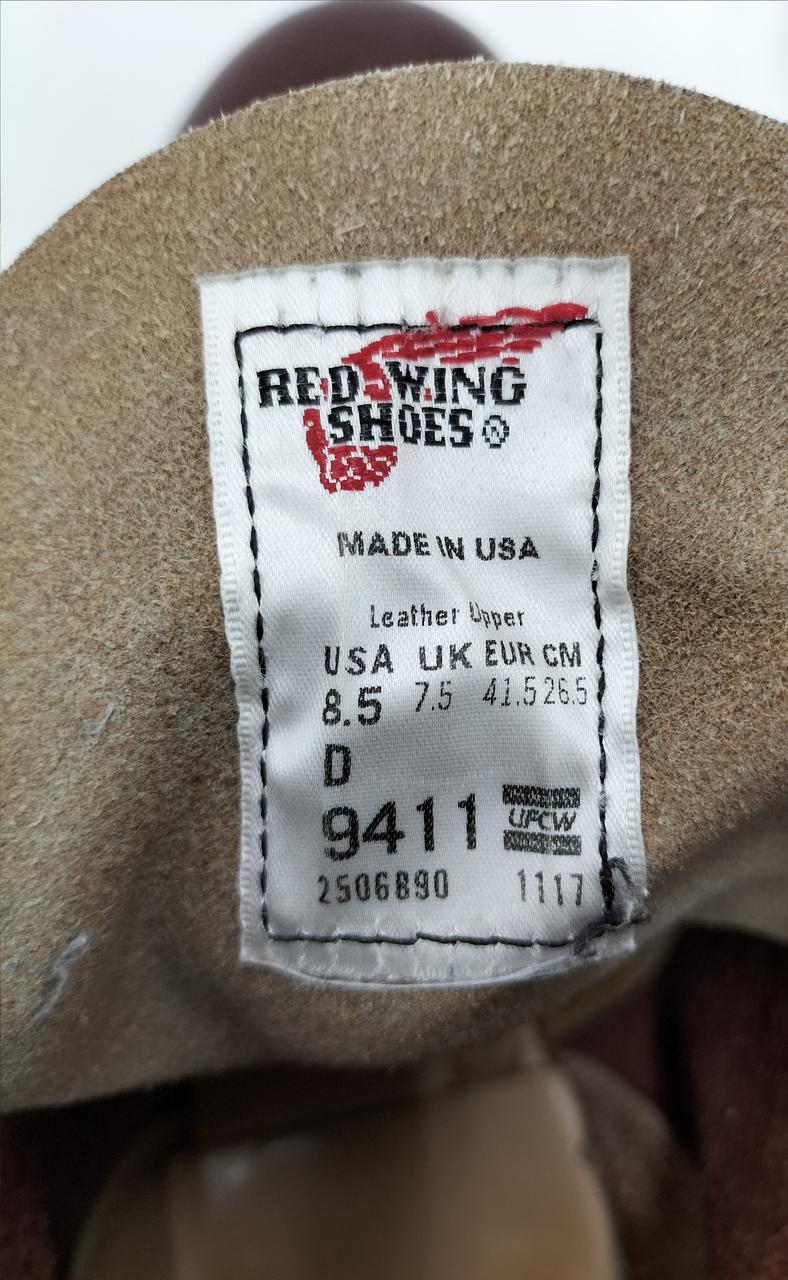 RED WING
SHOES®
MADE IN USA
Leather Upper
USA UK EUR CM
8.5 7.5 41.5 26.5
D
9411 UFCW
2506890 1117